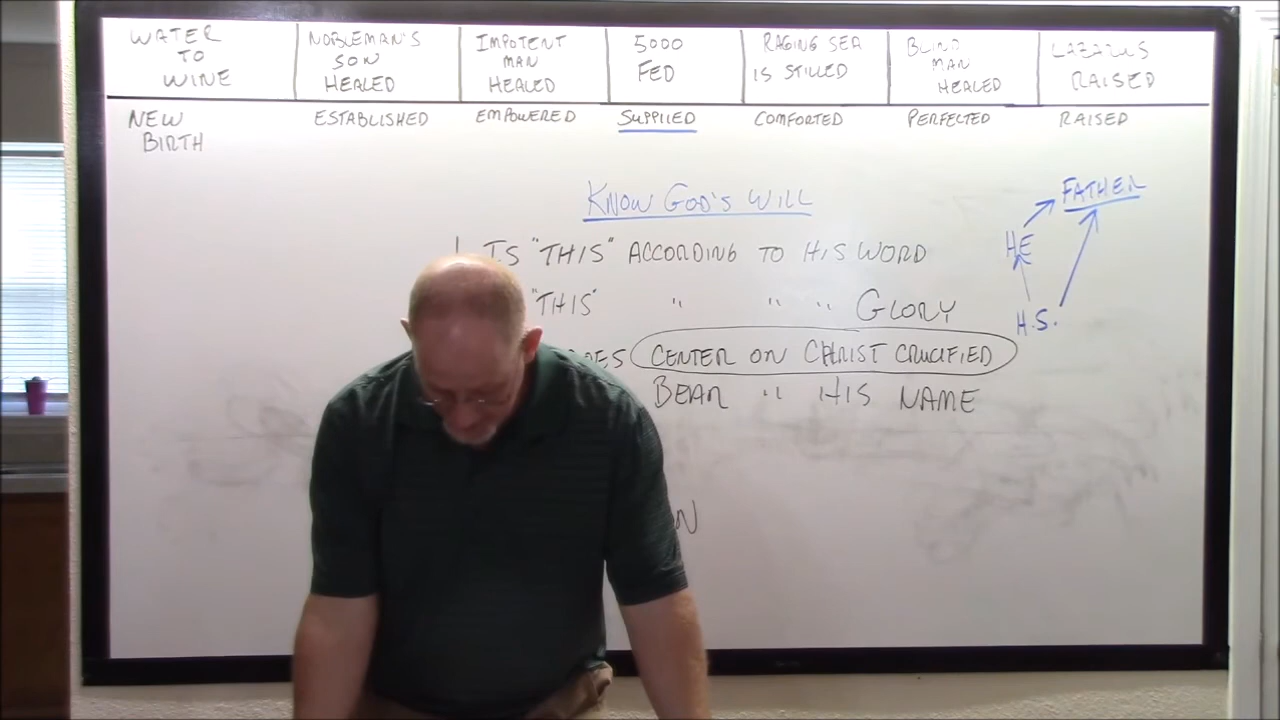 WATER
TO
WINE
NOBLEMAN'S
SON
HEALED
IMPOTENT
MAN
HEALED
5000
FED
RAGING SEA
IS STILLED
BLIND
MAN
HEALED
LAZARUS
RAISED
NEW
BIRTH
ESTABLISHED
EMPOWERED
SUPPLIED
COMFORTED
PERFECTED
RAISED
KNOW GOD'S WILL
IS "THIS" ACCORDING TO HIS WORD
"THIS" " " " GLORY
CENTER ON CHRIST CRUCIFIED
BEAR " HIS NAME
N
FATHER
HE
H.S.